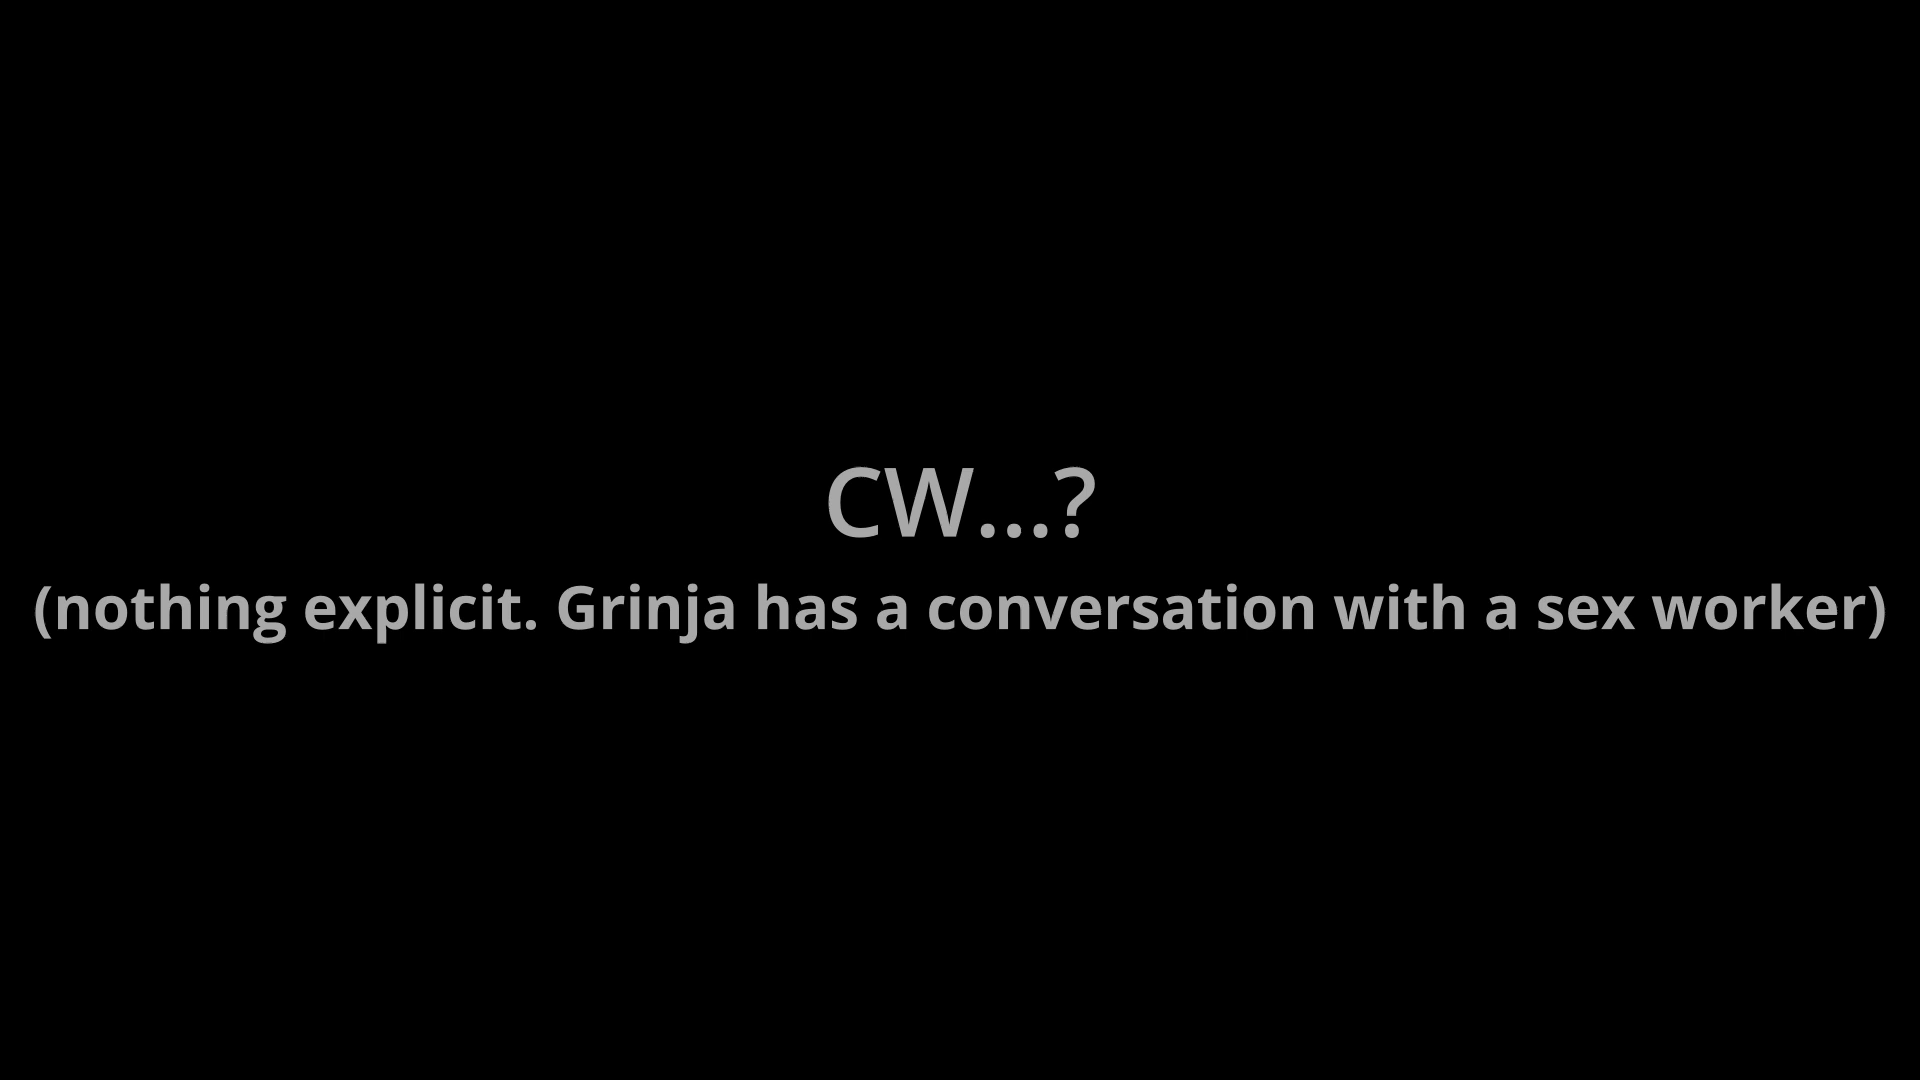 CW...?
(nothing explicit. Grinja has a conversation with a sex worker)